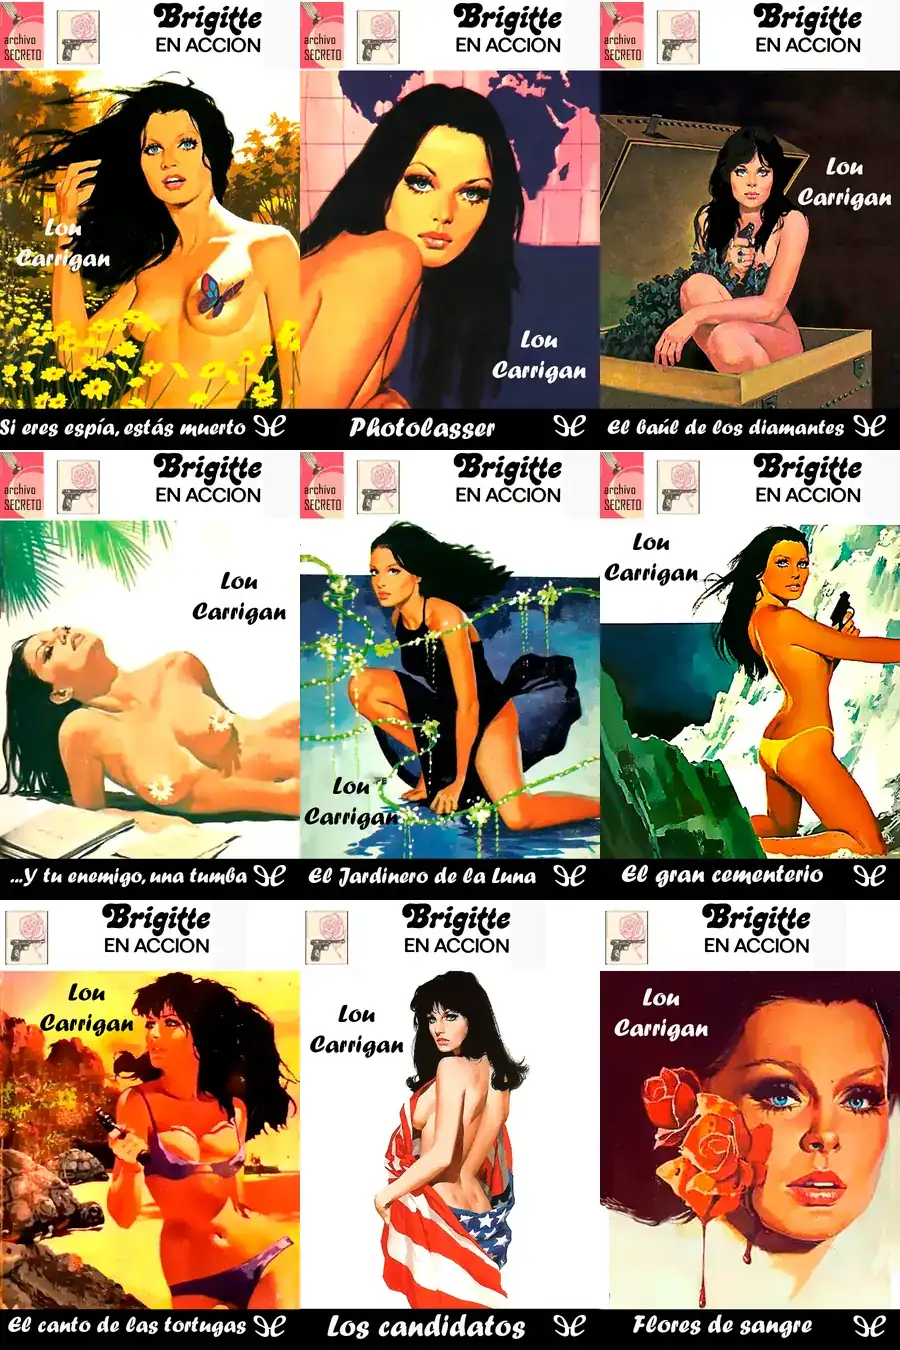 archivo
SECRETO
Brigitte
EN ACCION
Lou
Carrigan
Si eres espía, estás muerto
archivo
SECRETO
Brigitte
EN ACCION
Lou
Carrigan
Photolasser
archivo
SECRETO
Brigitte
EN ACCION
Lou
Carrigan
El baúl de los diamantes
archivo
SECRETO
Brigitte
EN ACCION
Lou
Carrigan
...Y tu enemigo, una tumba
archivo
SECRETO
Brigitte
EN ACCION
Lou
Carrigan
El Jardinero de la Luna
archivo
SECRETO
Brigitte
EN ACCION
Lou
Carrigan
El gran cementerio
Brigitte
EN ACCION
Lou
Carrigan
El canto de las tortugas
Brigitte
EN ACCION
Lou
Carrigan
Los candidatos
Brigitte
EN ACCION
Lou
Carrigan
Flores de sangre